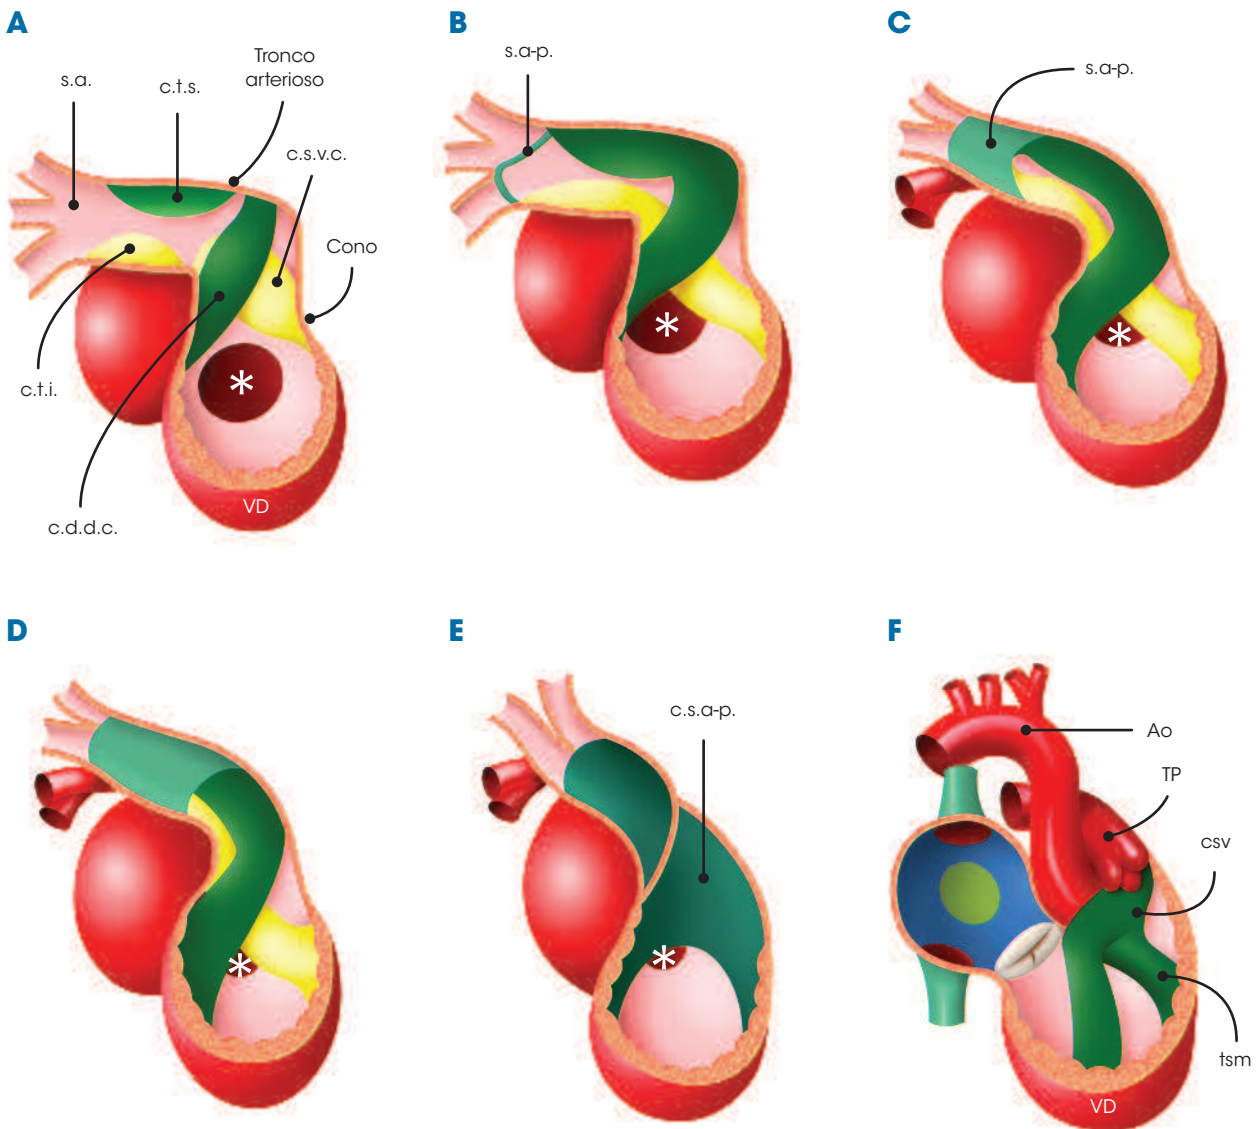 A
s.a.
c.t.s.
Tronco
arterioso
c.s.v.c.
Cono
c.t.i.
*
c.d.d.c.
VD
B
s.a-p.
*
C
s.a-p.
*
D
*
E
c.s.a-p.
*
F
Ao
TP
csv
tsm
VD